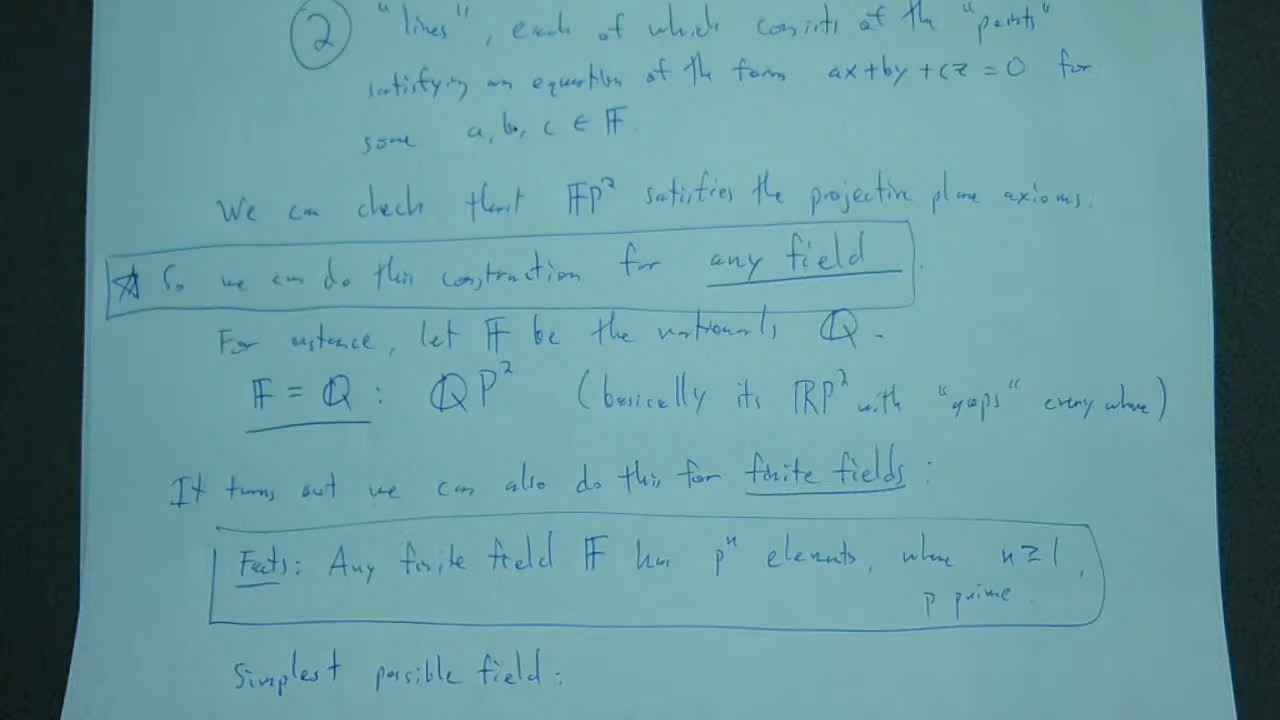 ② "lines", each of which consists of the "points"
satisfying an equation of the form ax+by+cz=0 for
some a, b, c ∈ 𝔽
We can check that 𝔽P² satisfies the projective plane axioms.
☆ So we can do this construction for any field.
For instance, let 𝔽 be the rationals ℚ.
𝔽 = ℚ : ℚP² (basically its ℝP² with "gaps" everywhere)
It turns out we can also do this for finite fields:
Facts: Any finite field 𝔽 has pⁿ elements, where n≥1,
p prime.
Simplest possible field: